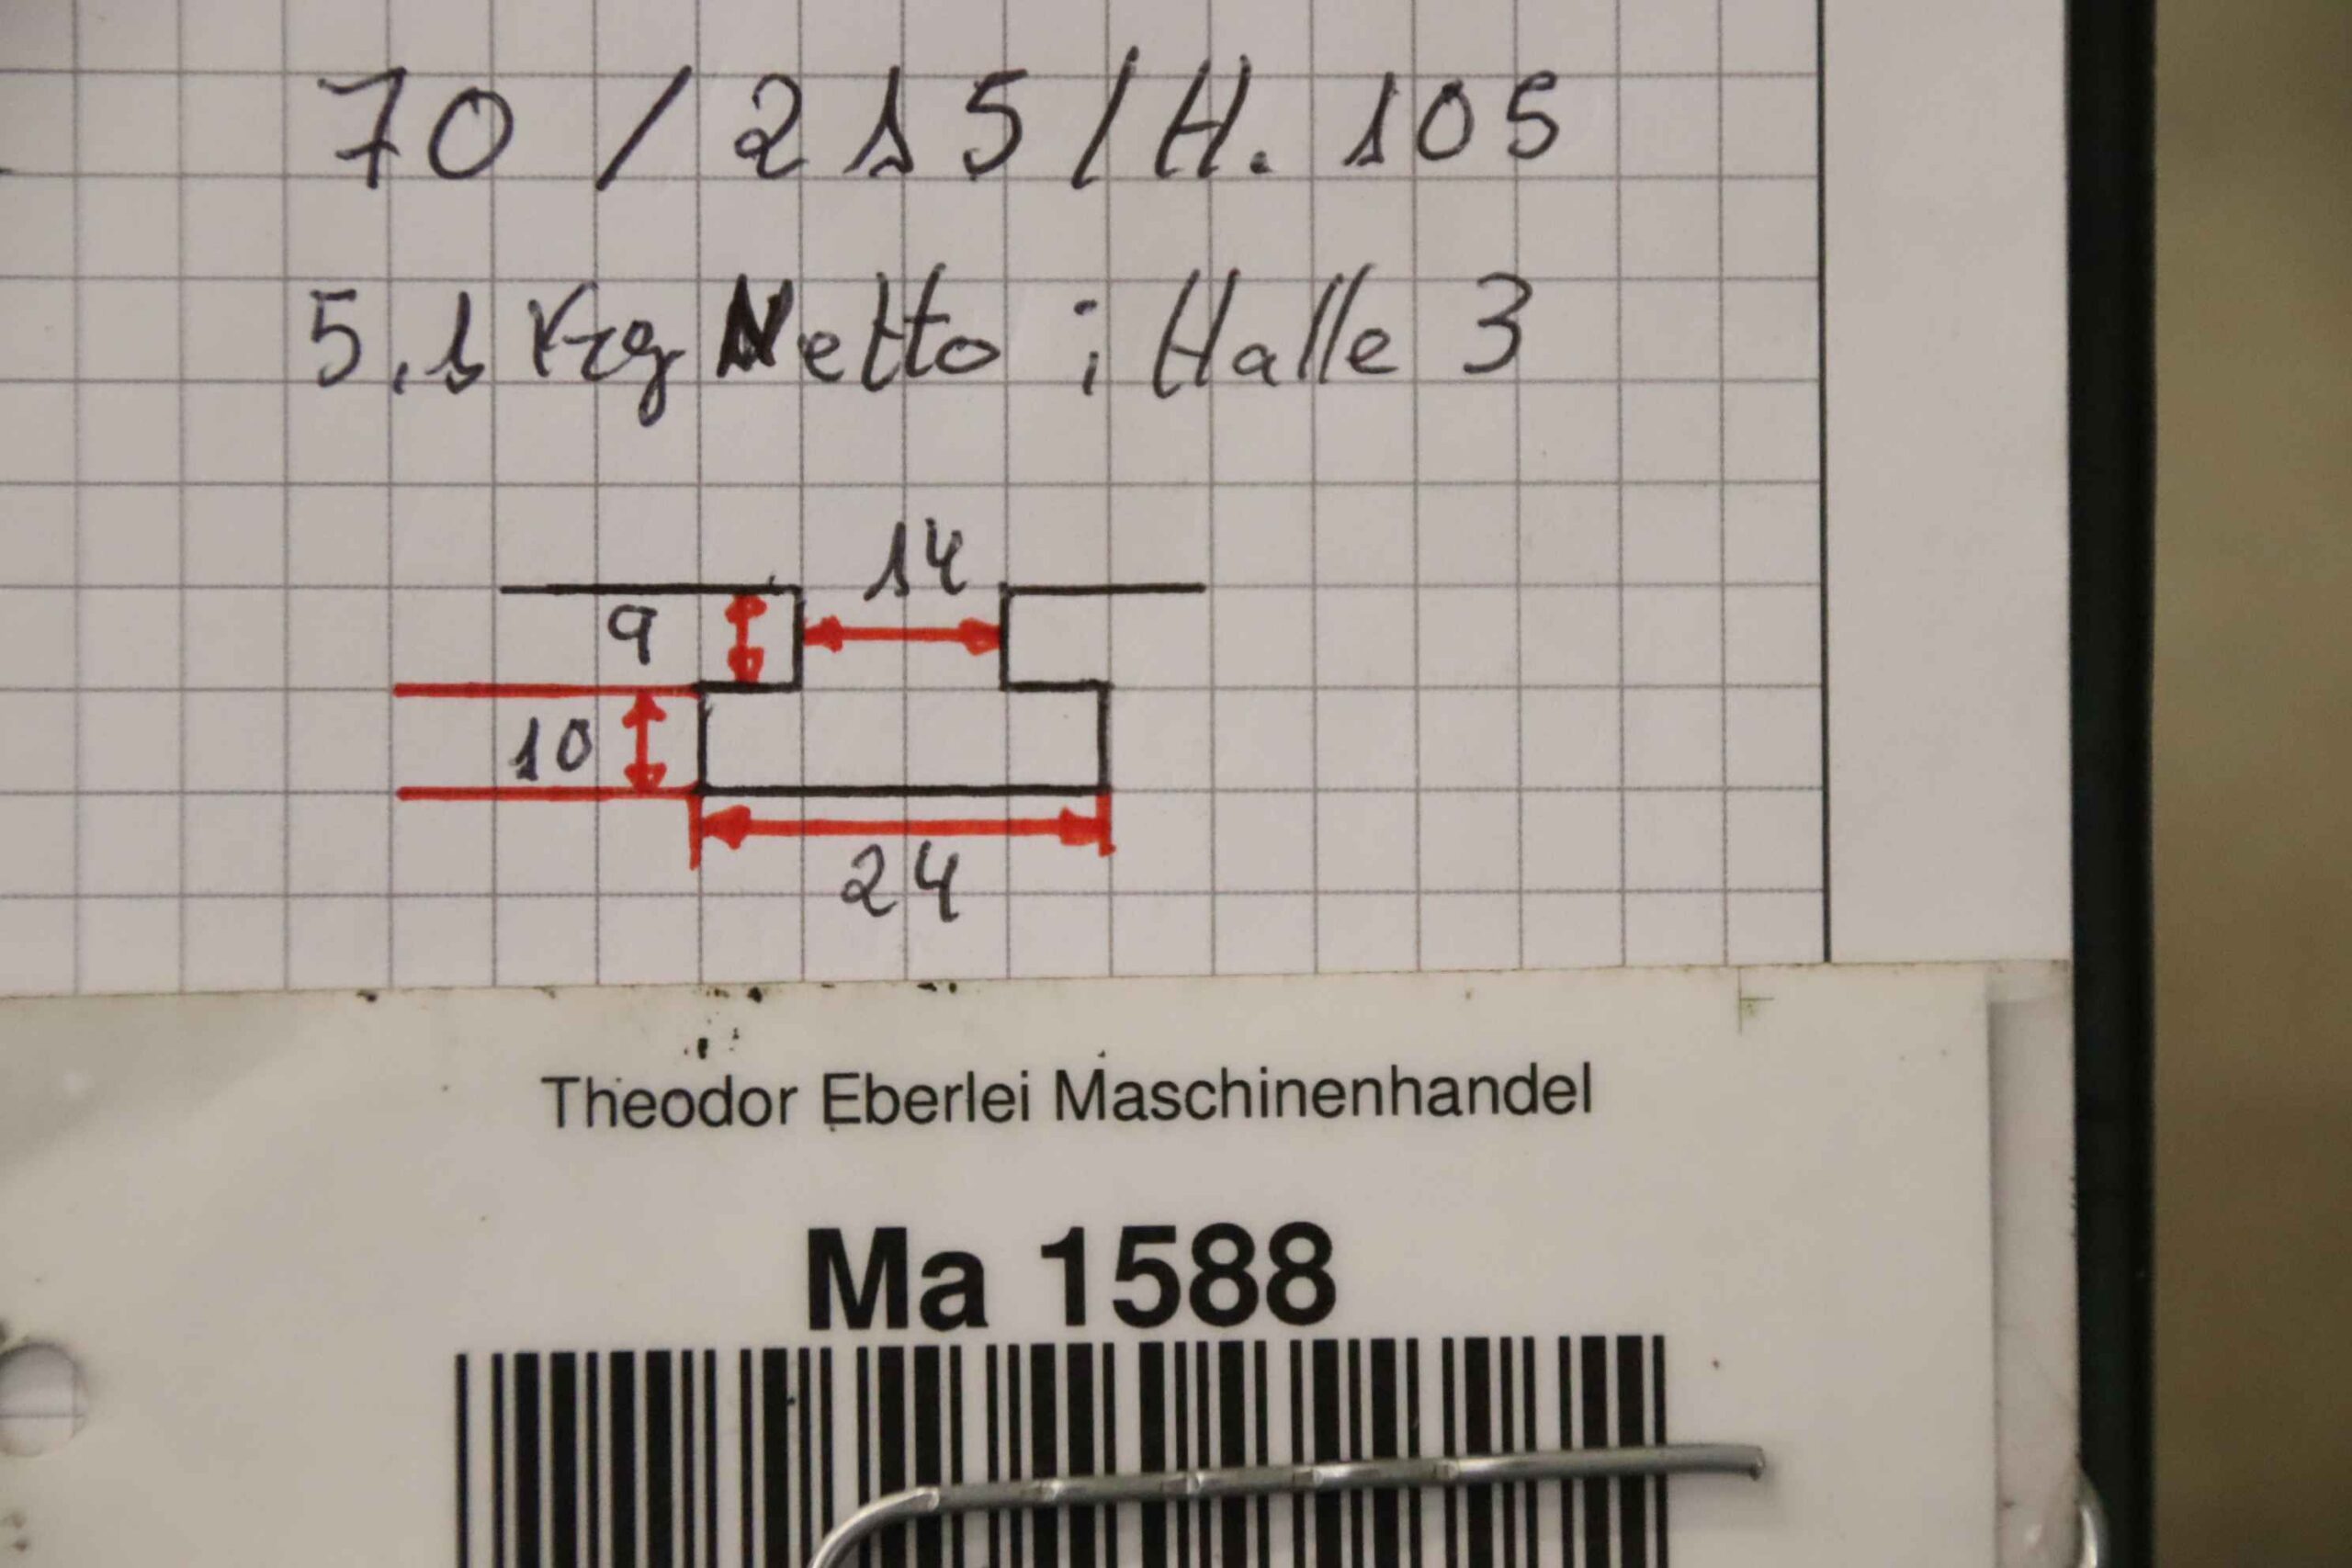 70 / 215 / H. 105
5.1 Kg Netto ; Halle 3
14
9
10
24
Theodor Eberlei Maschinenhandel
Ma 1588